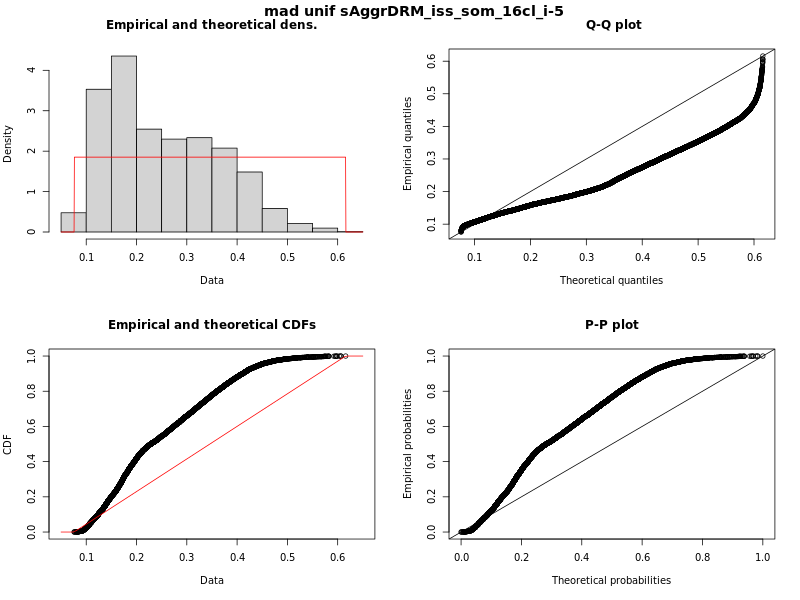 mad unif sAggrDRM_iss_som_16cl_i-5
Empirical and theoretical dens.
Density
0 1 2 3 4
0.1 0.2 0.3 0.4 0.5 0.6
Data
Q-Q plot
Empirical quantiles
0.1 0.2 0.3 0.4 0.5 0.6
0.1 0.2 0.3 0.4 0.5 0.6
Theoretical quantiles
Empirical and theoretical CDFs
CDF
0.0 0.2 0.4 0.6 0.8 1.0
0.1 0.2 0.3 0.4 0.5 0.6
Data
P-P plot
Empirical probabilities
0.0 0.2 0.4 0.6 0.8 1.0
0.0 0.2 0.4 0.6 0.8 1.0
Theoretical probabilities